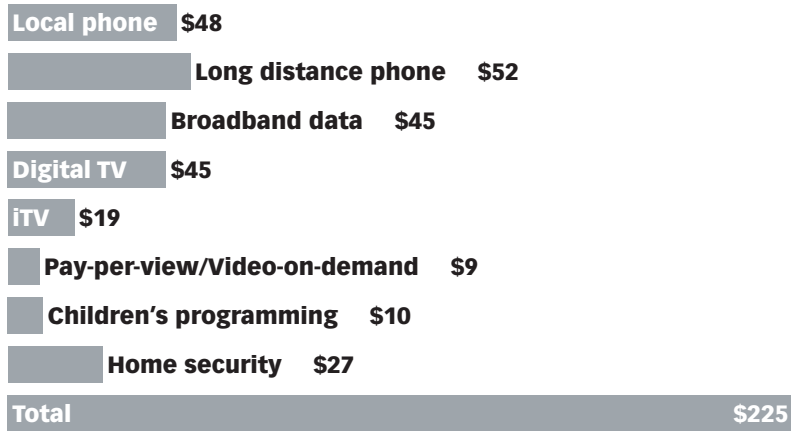 Local phone $48
Long distance phone $52
Broadband data $45
Digital TV $45
iTV $19
Pay-per-view/Video-on-demand $9
Children’s programming $10
Home security $27
Total $225